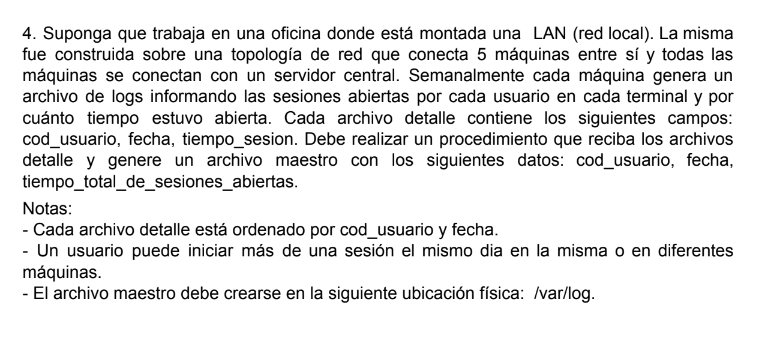 4. Suponga que trabaja en una oficina donde está montada una LAN (red local). La misma
fue construida sobre una topología de red que conecta 5 máquinas entre sí y todas las
máquinas se conectan con un servidor central. Semanalmente cada máquina genera un
archivo de logs informando las sesiones abiertas por cada usuario en cada terminal y por
cuánto tiempo estuvo abierta. Cada archivo detalle contiene los siguientes campos:
cod_usuario, fecha, tiempo_sesion. Debe realizar un procedimiento que reciba los archivos
detalle y genere un archivo maestro con los siguientes datos: cod_usuario, fecha,
tiempo_total_de_sesiones_abiertas.
Notas:
- Cada archivo detalle está ordenado por cod_usuario y fecha.
- Un usuario puede iniciar más de una sesión el mismo dia en la misma o en diferentes
máquinas.
- El archivo maestro debe crearse en la siguiente ubicación física: /var/log.